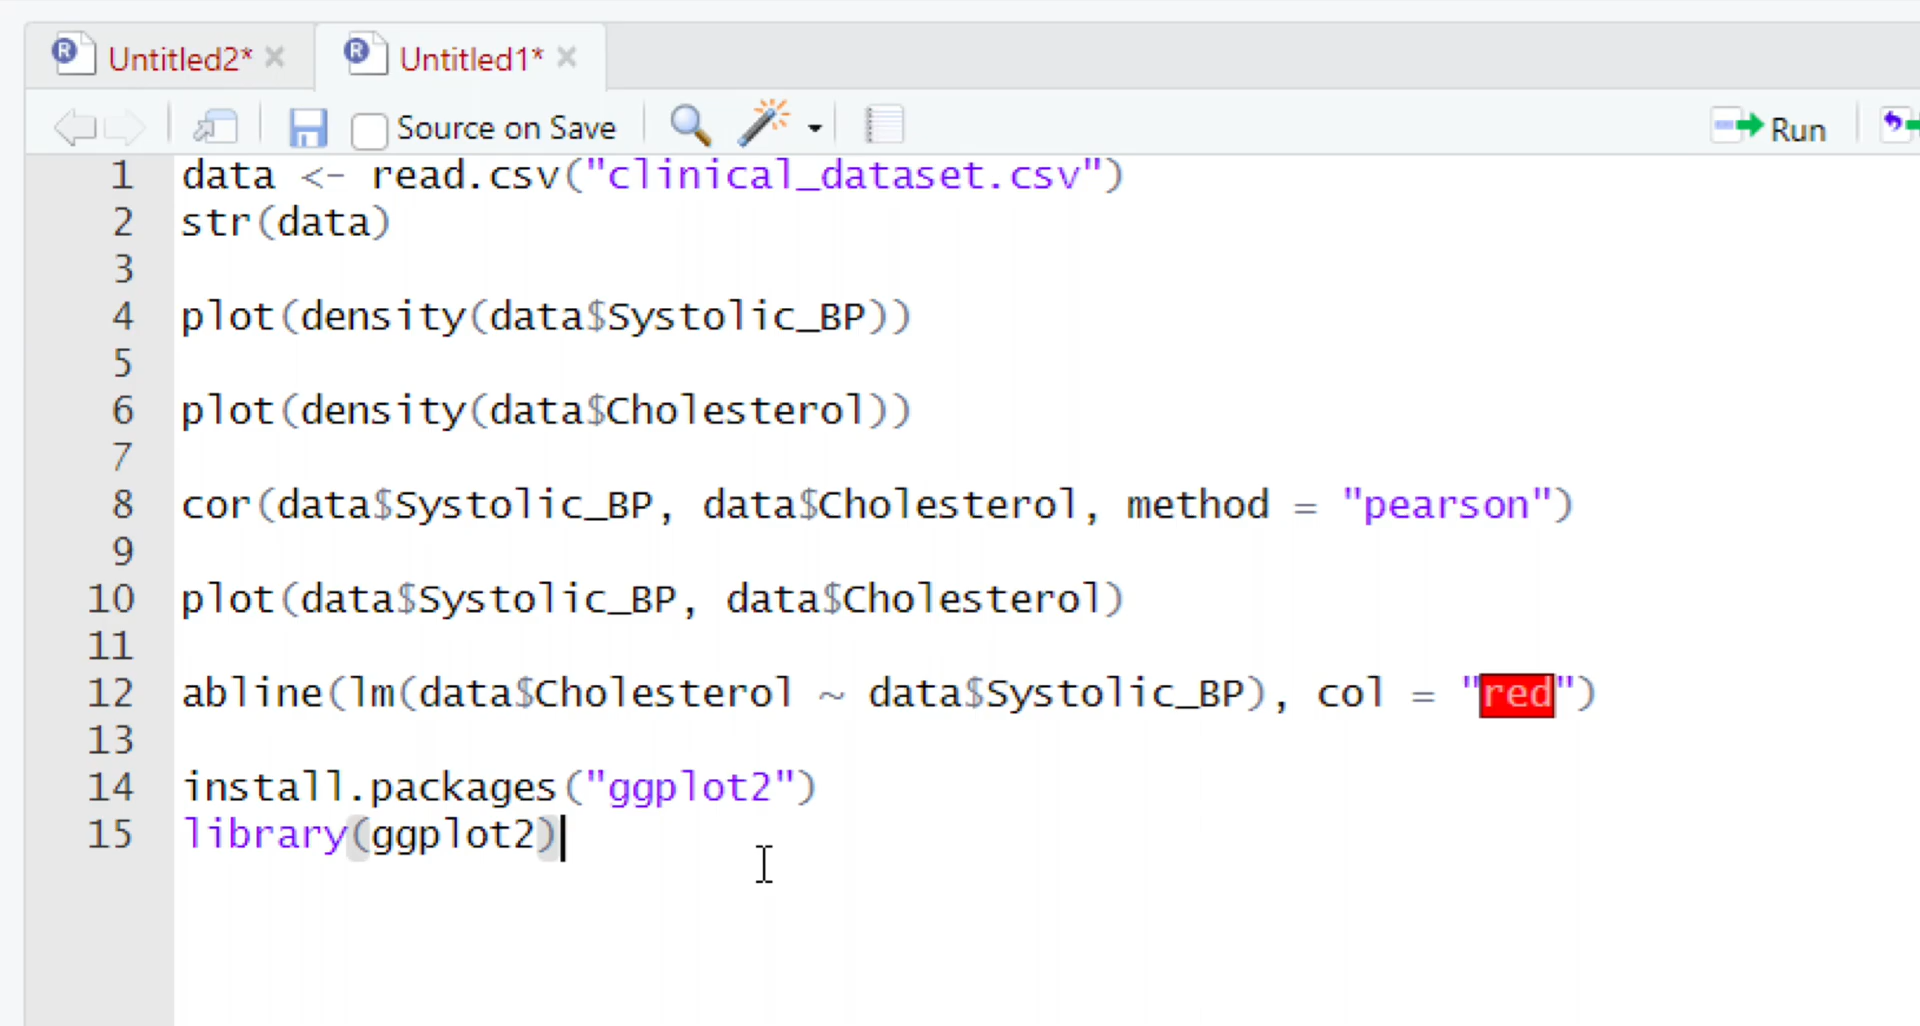 Untitled2* Untitled1*
Source on Save Run
1 data <- read.csv("clinical_dataset.csv")
2 str(data)
3
4 plot(density(data$Systolic_BP))
5
6 plot(density(data$Cholesterol))
7
8 cor(data$Systolic_BP, data$Cholesterol, method = "pearson")
9
10 plot(data$Systolic_BP, data$Cholesterol)
11
12 abline(lm(data$Cholesterol ~ data$Systolic_BP), col = "red")
13
14 install.packages("ggplot2")
15 library(ggplot2)